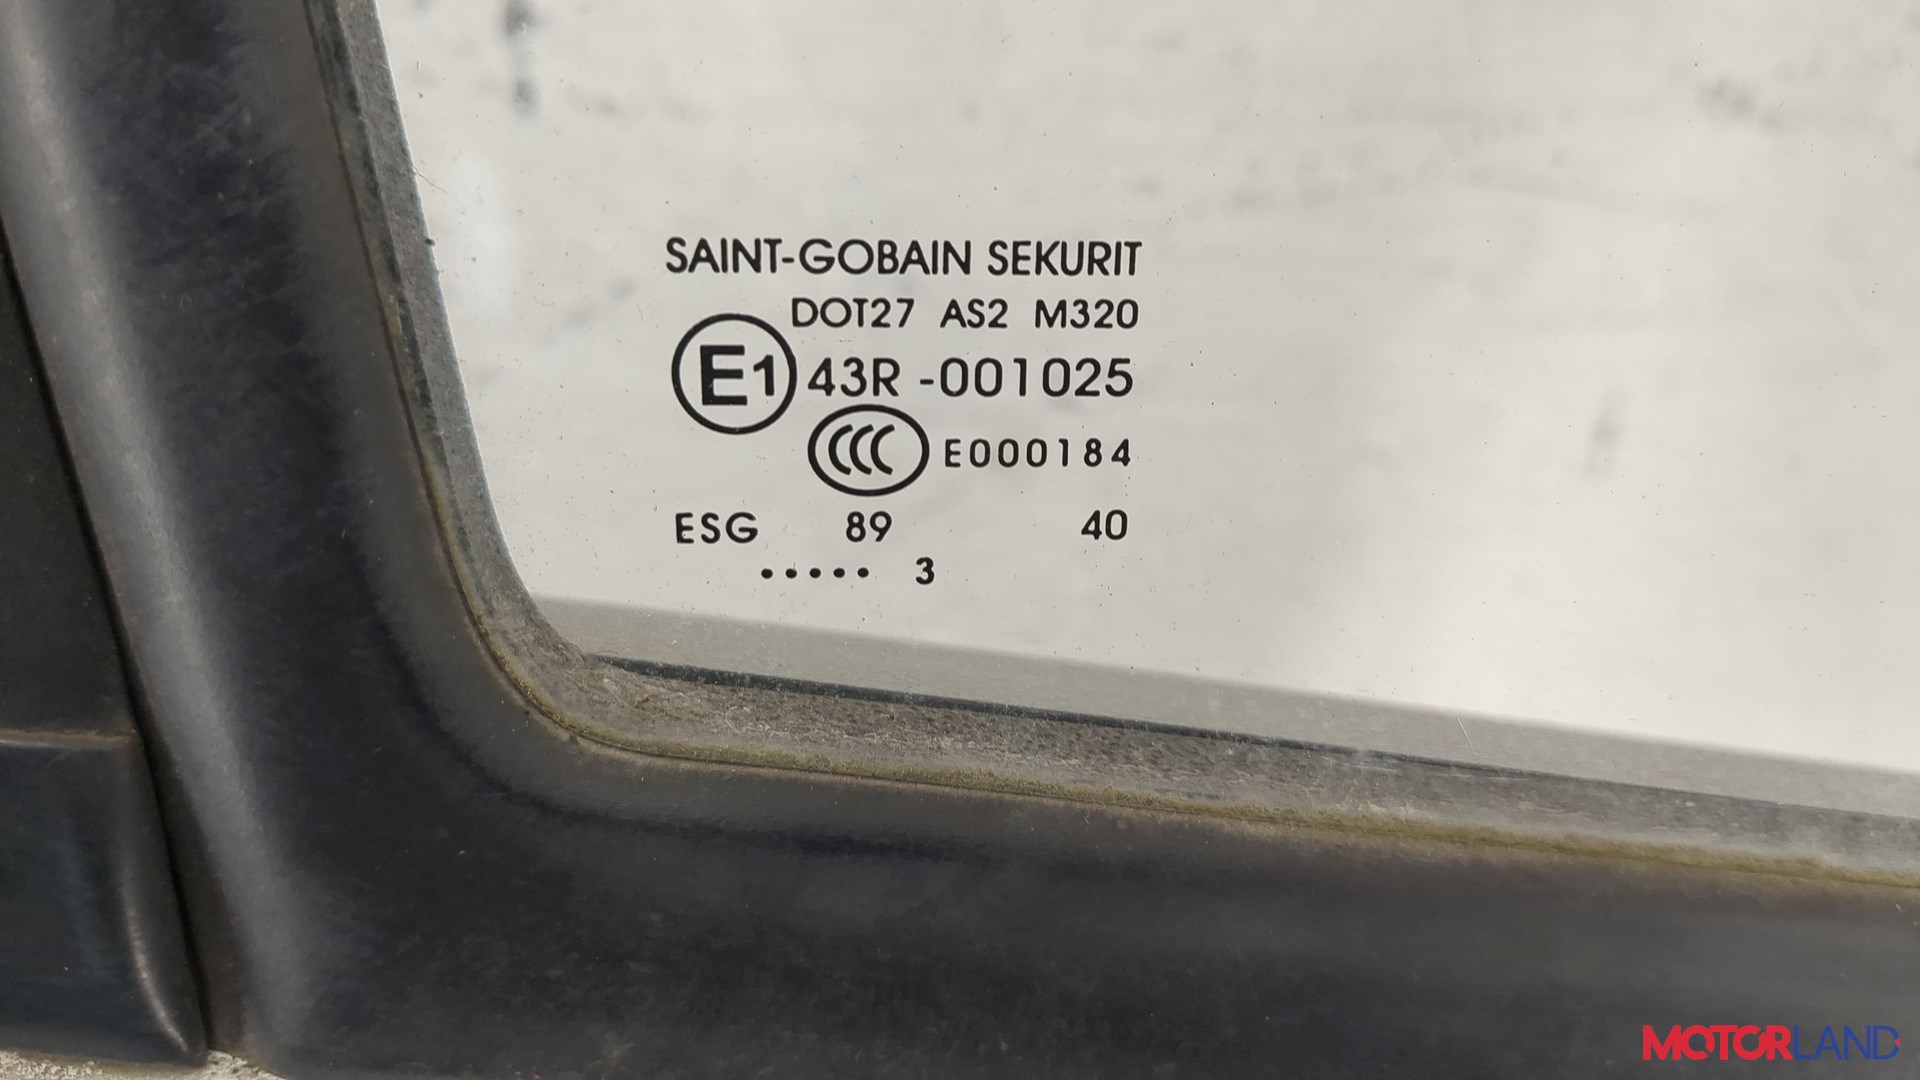 SAINT-GOBAIN SEKURIT
DOT27 AS2 M320
E1 43R -001025
CCC E000184
ESG 89 40
..... 3
MOTORLAND